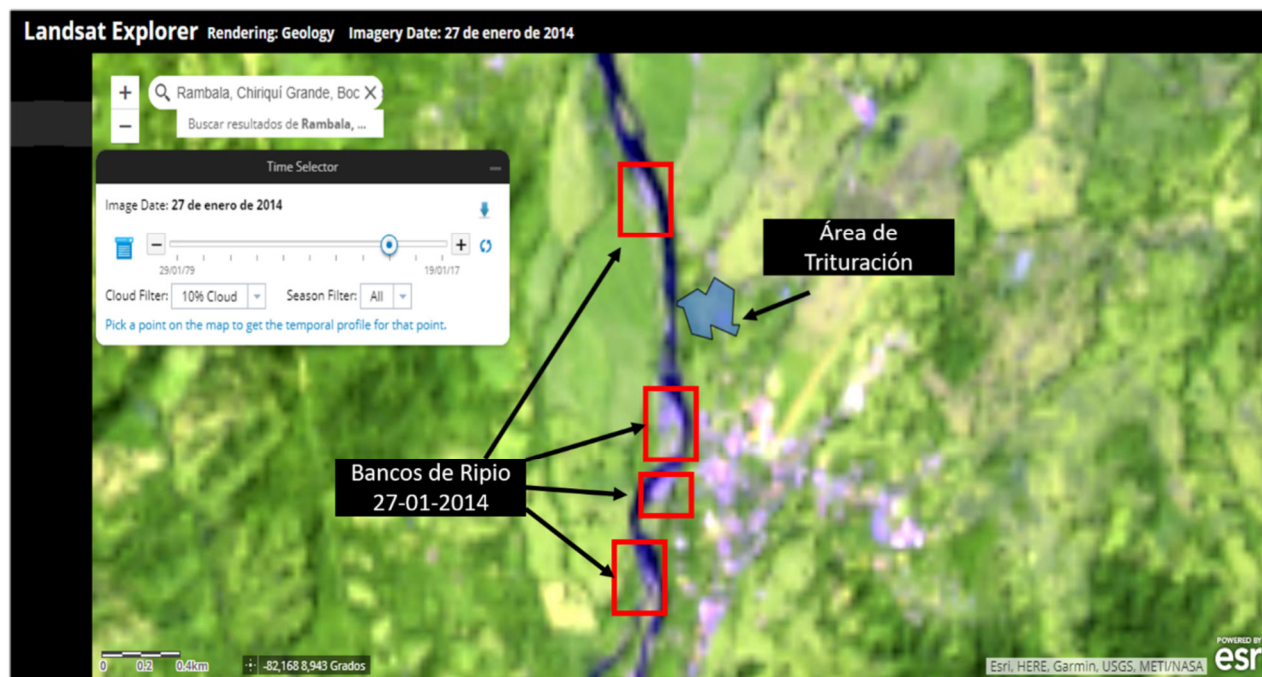 Landsat Explorer Rendering: Geology Imagery Date: 27 de enero de 2014
+
Rambala, Chiriquí Grande, Boc X
−
Buscar resultados de Rambala, ...
Time Selector
Image Date: 27 de enero de 2014
− +
29/01/79 19/01/17
Cloud Filter: 10% Cloud Season Filter: All
Pick a point on the map to get the temporal profile for that point.
Área de
Trituración
Bancos de Ripio
27-01-2014
0 0.2 0.4km
-82,168 8,943 Grados
Esri, HERE, Garmin, USGS, METI/NASA
POWERED BY
esri